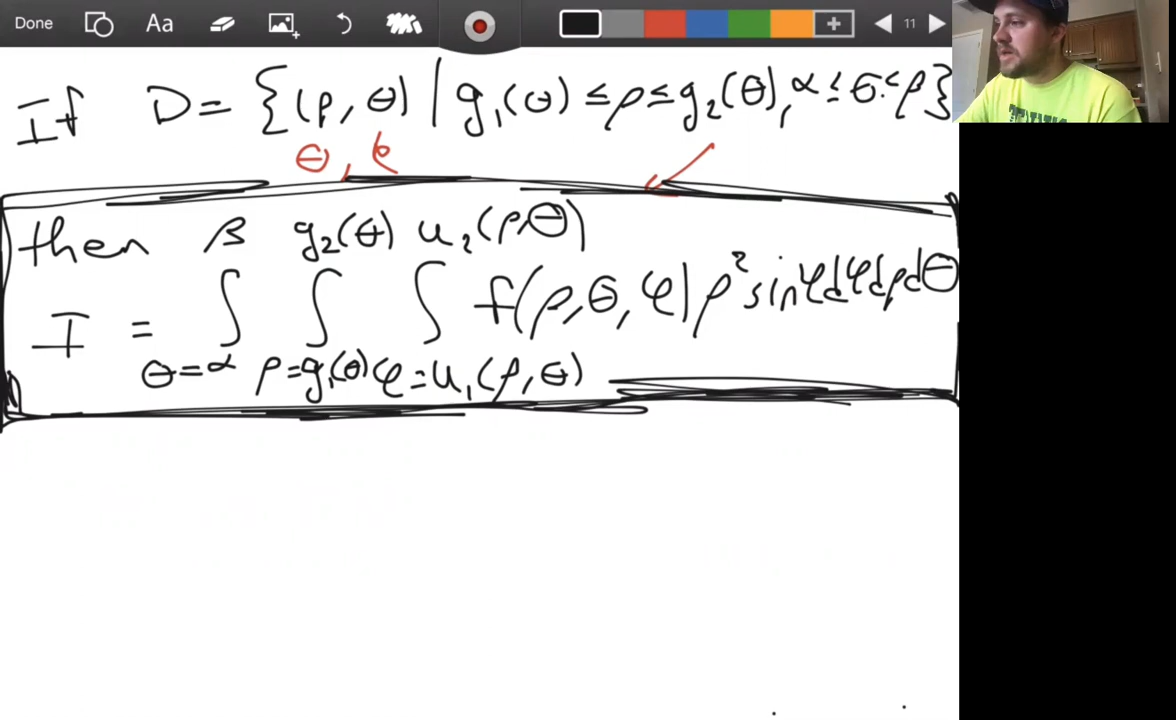 Done Aa 11
If D = {(ρ, θ) | g₁(θ) ≤ ρ ≤ g₂(θ), α ≤ θ ≤ β}
θ, ρ
then β g₂(θ) u₂(ρ,θ)
I = ∫ ∫ ∫ f(ρ, θ, φ) ρ² sinφ dφ dρ dθ
θ=α ρ=g₁(θ) φ=u₁(ρ, θ)